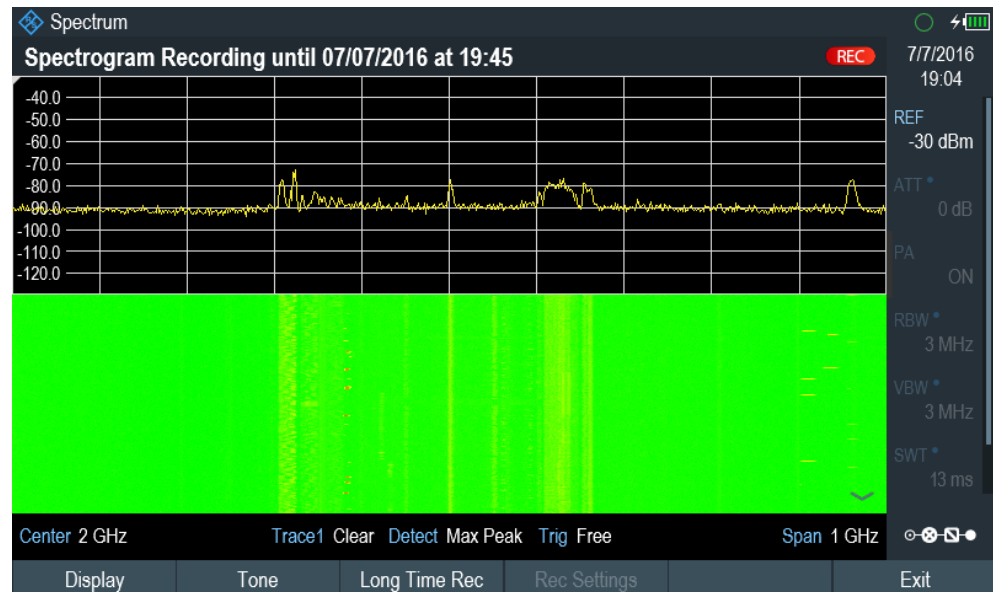 Spectrum
Spectrogram Recording until 07/07/2016 at 19:45 REC
7/7/2016
19:04
-40.0
-50.0
-60.0
-70.0
-80.0
-90.0
-100.0
-110.0
-120.0
REF
-30 dBm
ATT
0 dB
PA
ON
RBW
3 MHz
VBW
3 MHz
SWT
13 ms
Center 2 GHz Trace1 Clear Detect Max Peak Trig Free Span 1 GHz
Display Tone Long Time Rec Rec Settings Exit